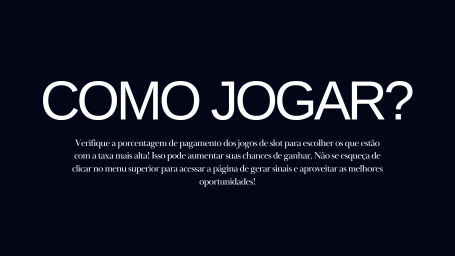 COMO JOGAR?
Verifique a porcentagem de pagamento dos jogos de slot para escolher os que estão
com a taxa mais alta! Isso pode aumentar suas chances de ganhar. Não se esqueça de
clicar no menu superior para acessar a página de gerar sinais e aproveitar as melhores
oportunidades!